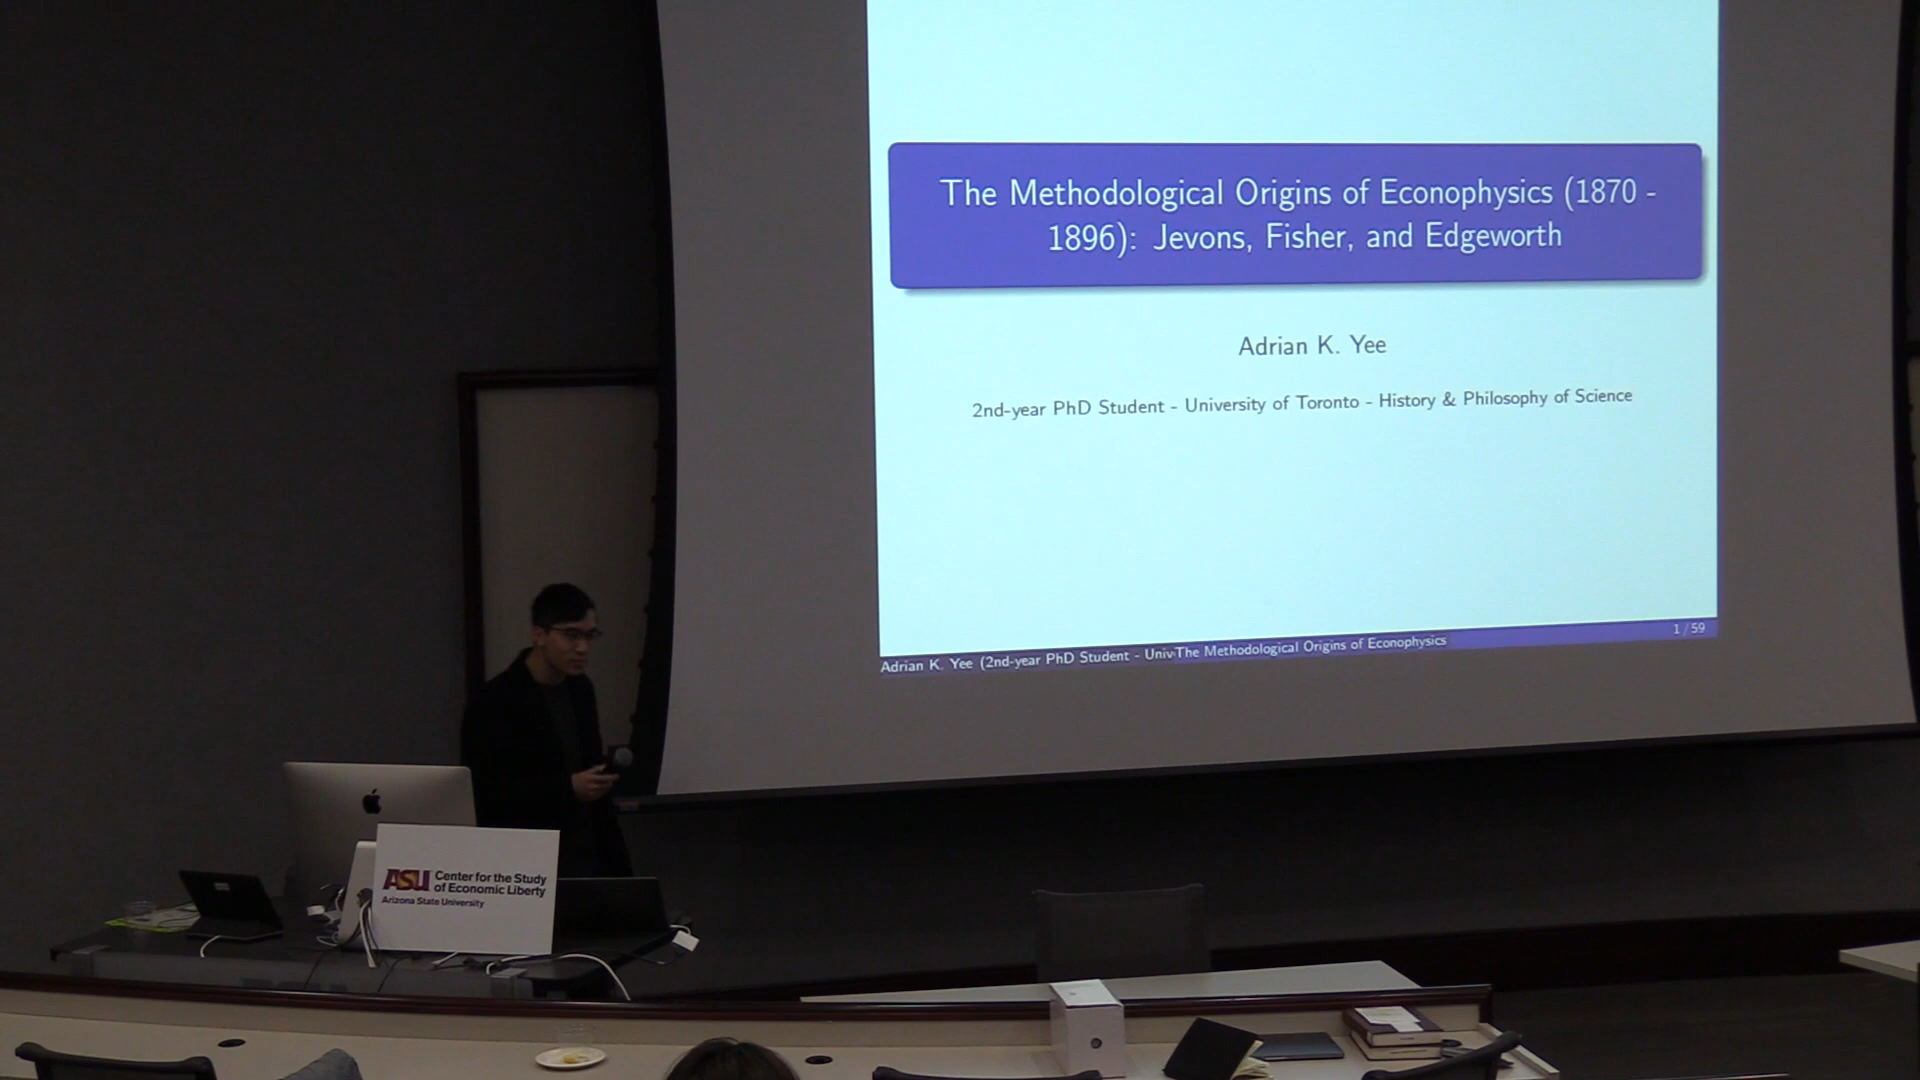 The Methodological Origins of Econophysics (1870 -
1896): Jevons, Fisher, and Edgeworth
Adrian K. Yee
2nd-year PhD Student - University of Toronto - History & Philosophy of Science
1 / 59
Adrian K. Yee (2nd-year PhD Student - Univ The Methodological Origins of Econophysics
ASU Center for the Study
of Economic Liberty
Arizona State University